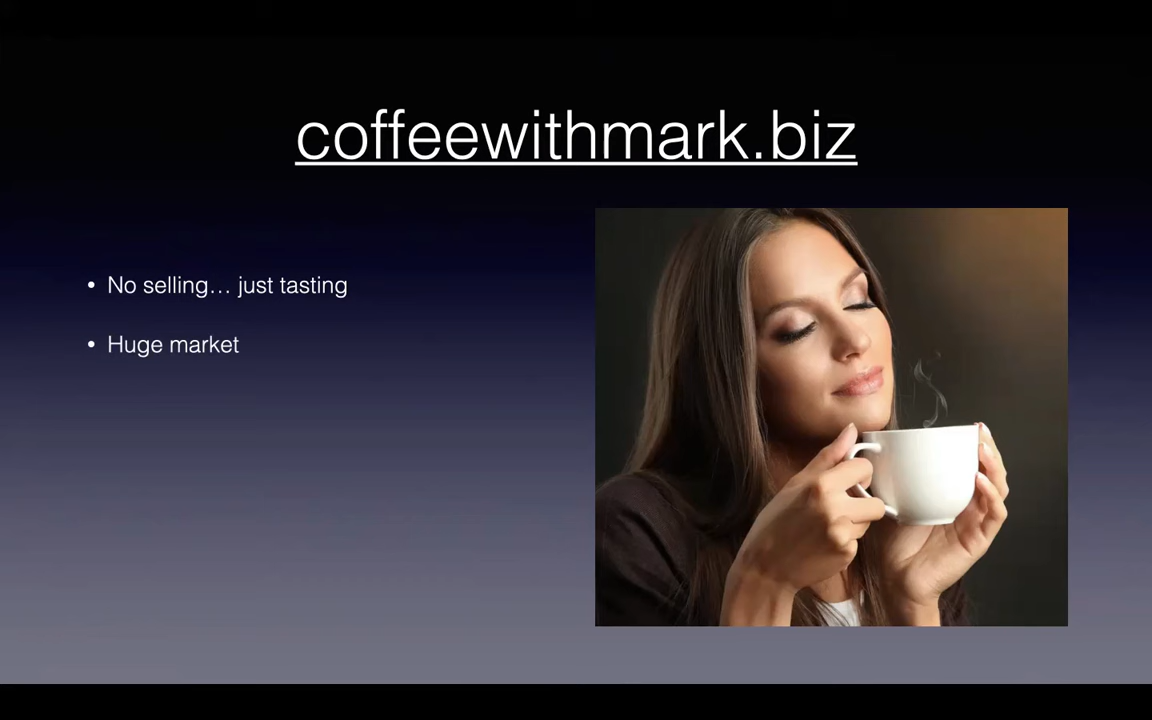 coffeewithmark.biz
• No selling… just tasting
• Huge market